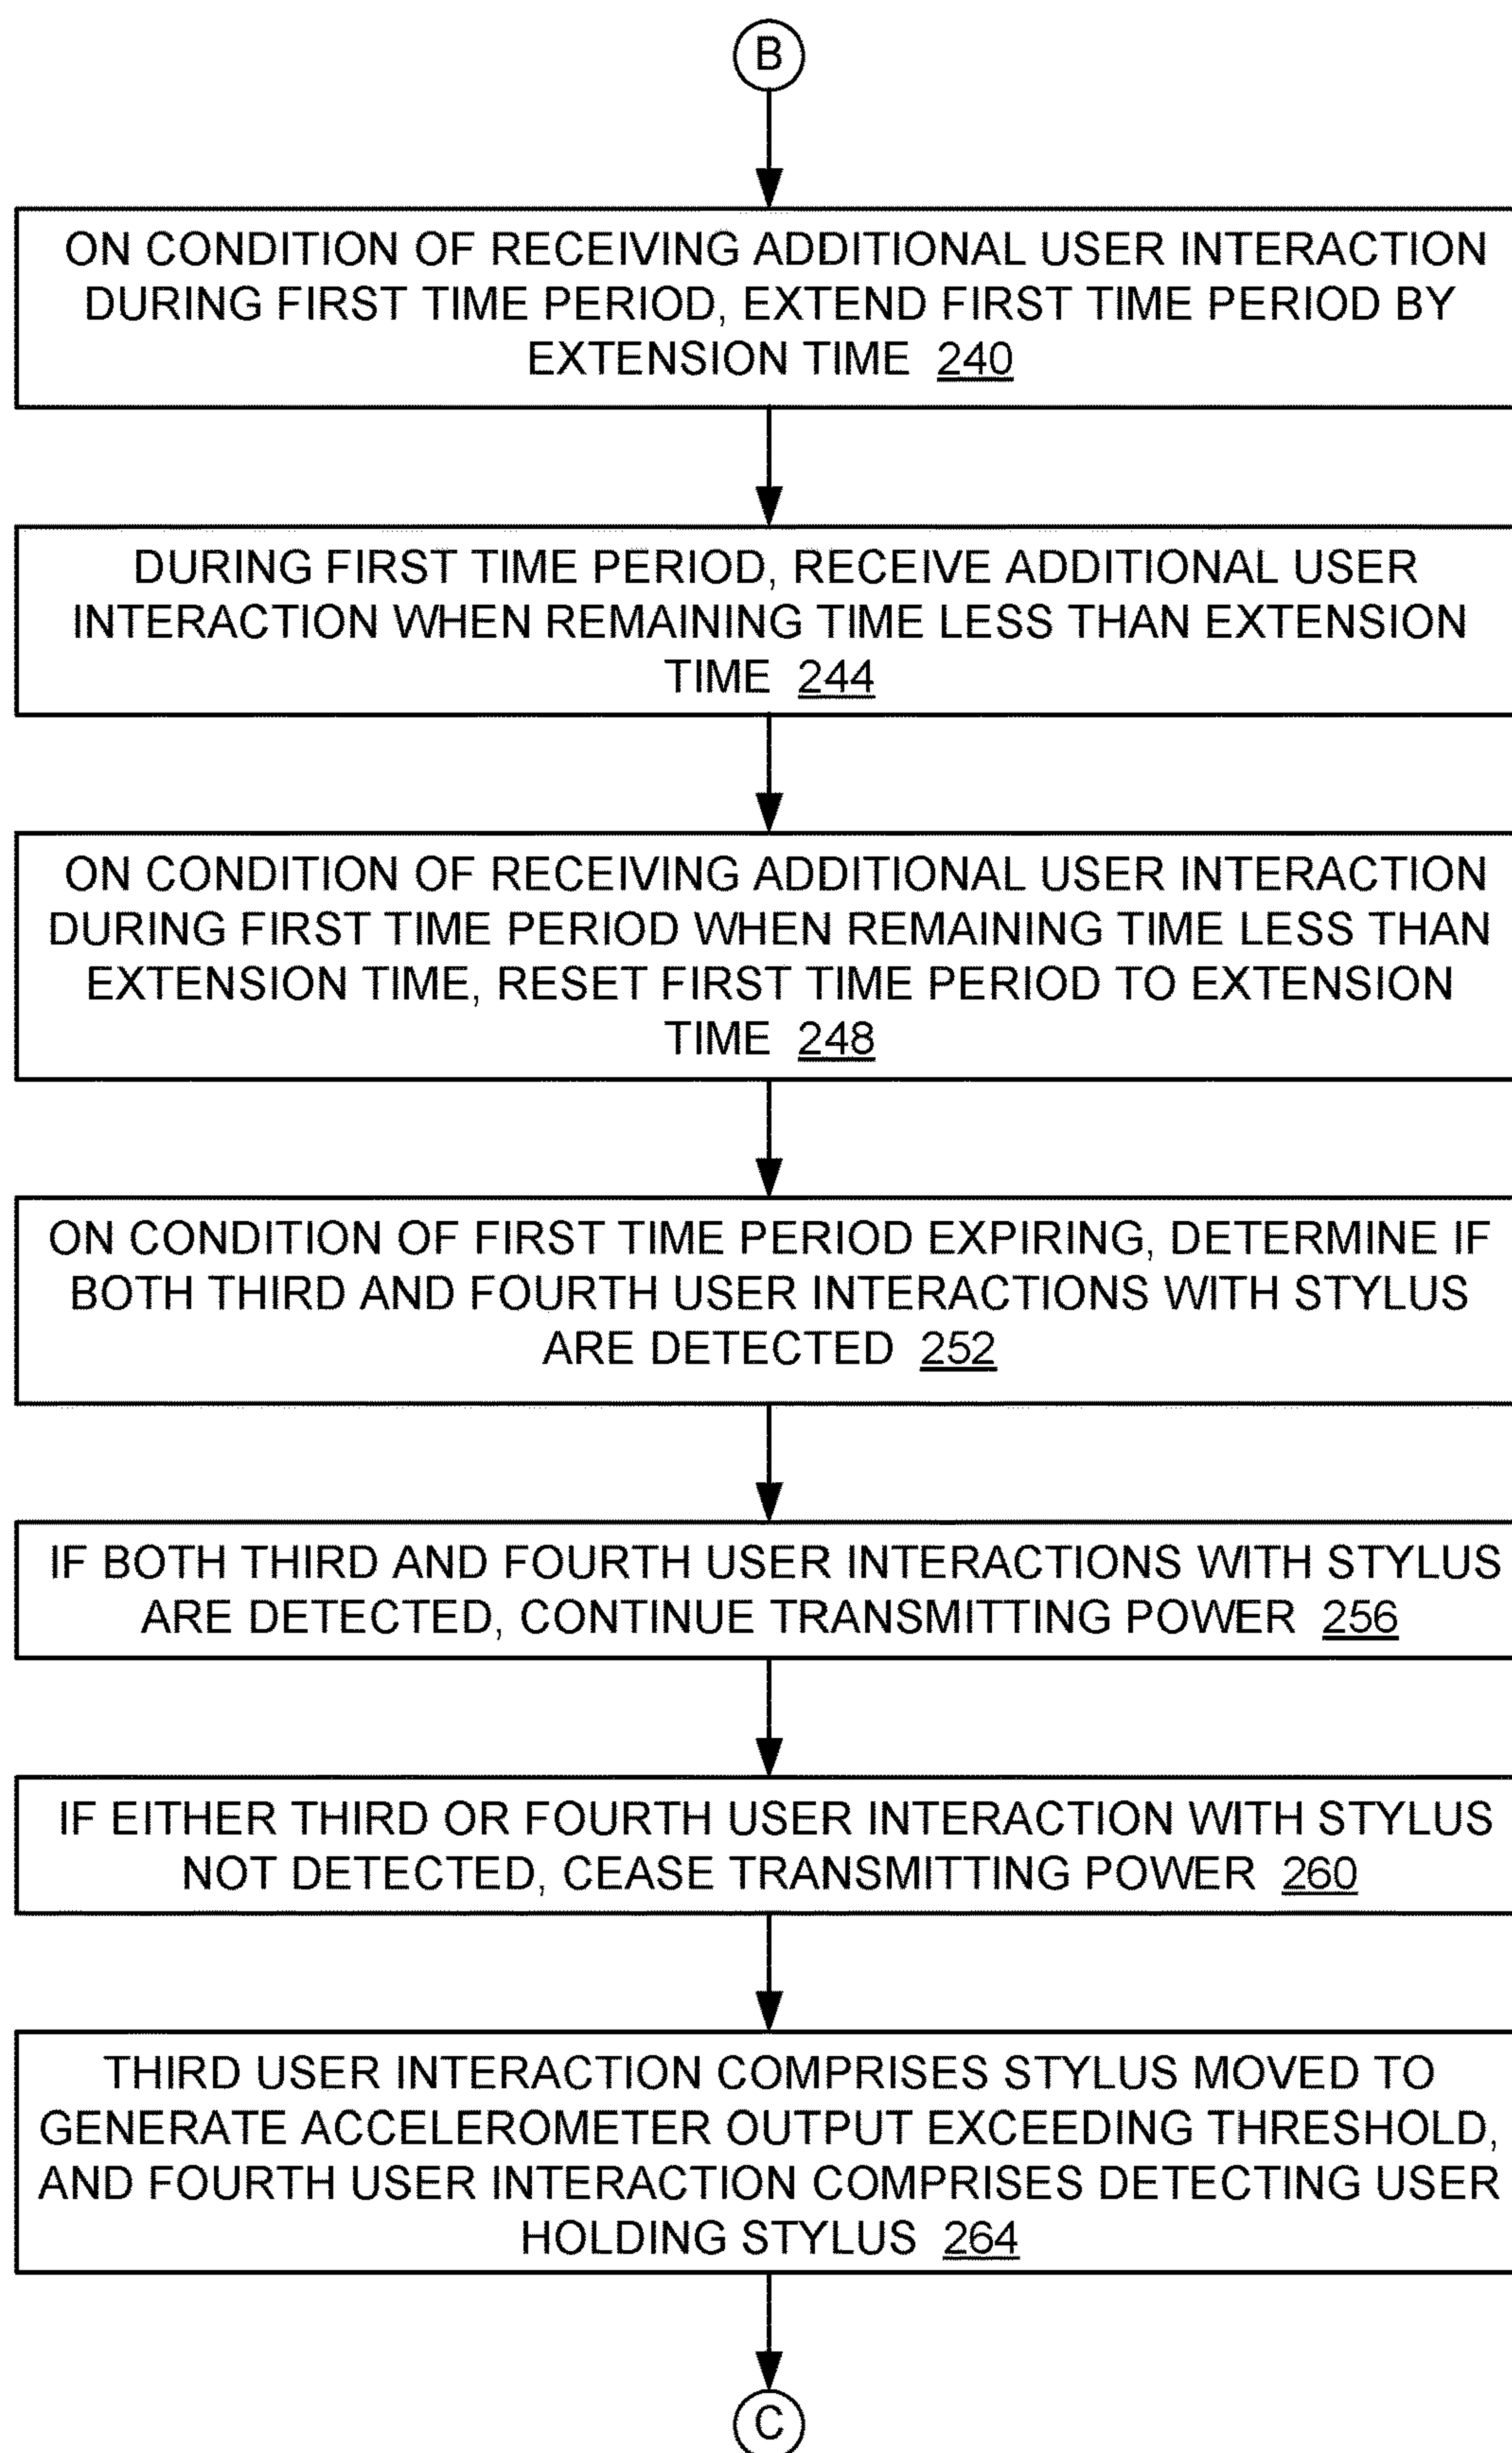 B
ON CONDITION OF RECEIVING ADDITIONAL USER INTERACTION
DURING FIRST TIME PERIOD, EXTEND FIRST TIME PERIOD BY
EXTENSION TIME 240
DURING FIRST TIME PERIOD, RECEIVE ADDITIONAL USER
INTERACTION WHEN REMAINING TIME LESS THAN EXTENSION
TIME 244
ON CONDITION OF RECEIVING ADDITIONAL USER INTERACTION
DURING FIRST TIME PERIOD WHEN REMAINING TIME LESS THAN
EXTENSION TIME, RESET FIRST TIME PERIOD TO EXTENSION
TIME 248
ON CONDITION OF FIRST TIME PERIOD EXPIRING, DETERMINE IF
BOTH THIRD AND FOURTH USER INTERACTIONS WITH STYLUS
ARE DETECTED 252
IF BOTH THIRD AND FOURTH USER INTERACTIONS WITH STYLUS
ARE DETECTED, CONTINUE TRANSMITTING POWER 256
IF EITHER THIRD OR FOURTH USER INTERACTION WITH STYLUS
NOT DETECTED, CEASE TRANSMITTING POWER 260
THIRD USER INTERACTION COMPRISES STYLUS MOVED TO
GENERATE ACCELEROMETER OUTPUT EXCEEDING THRESHOLD,
AND FOURTH USER INTERACTION COMPRISES DETECTING USER
HOLDING STYLUS 264
C